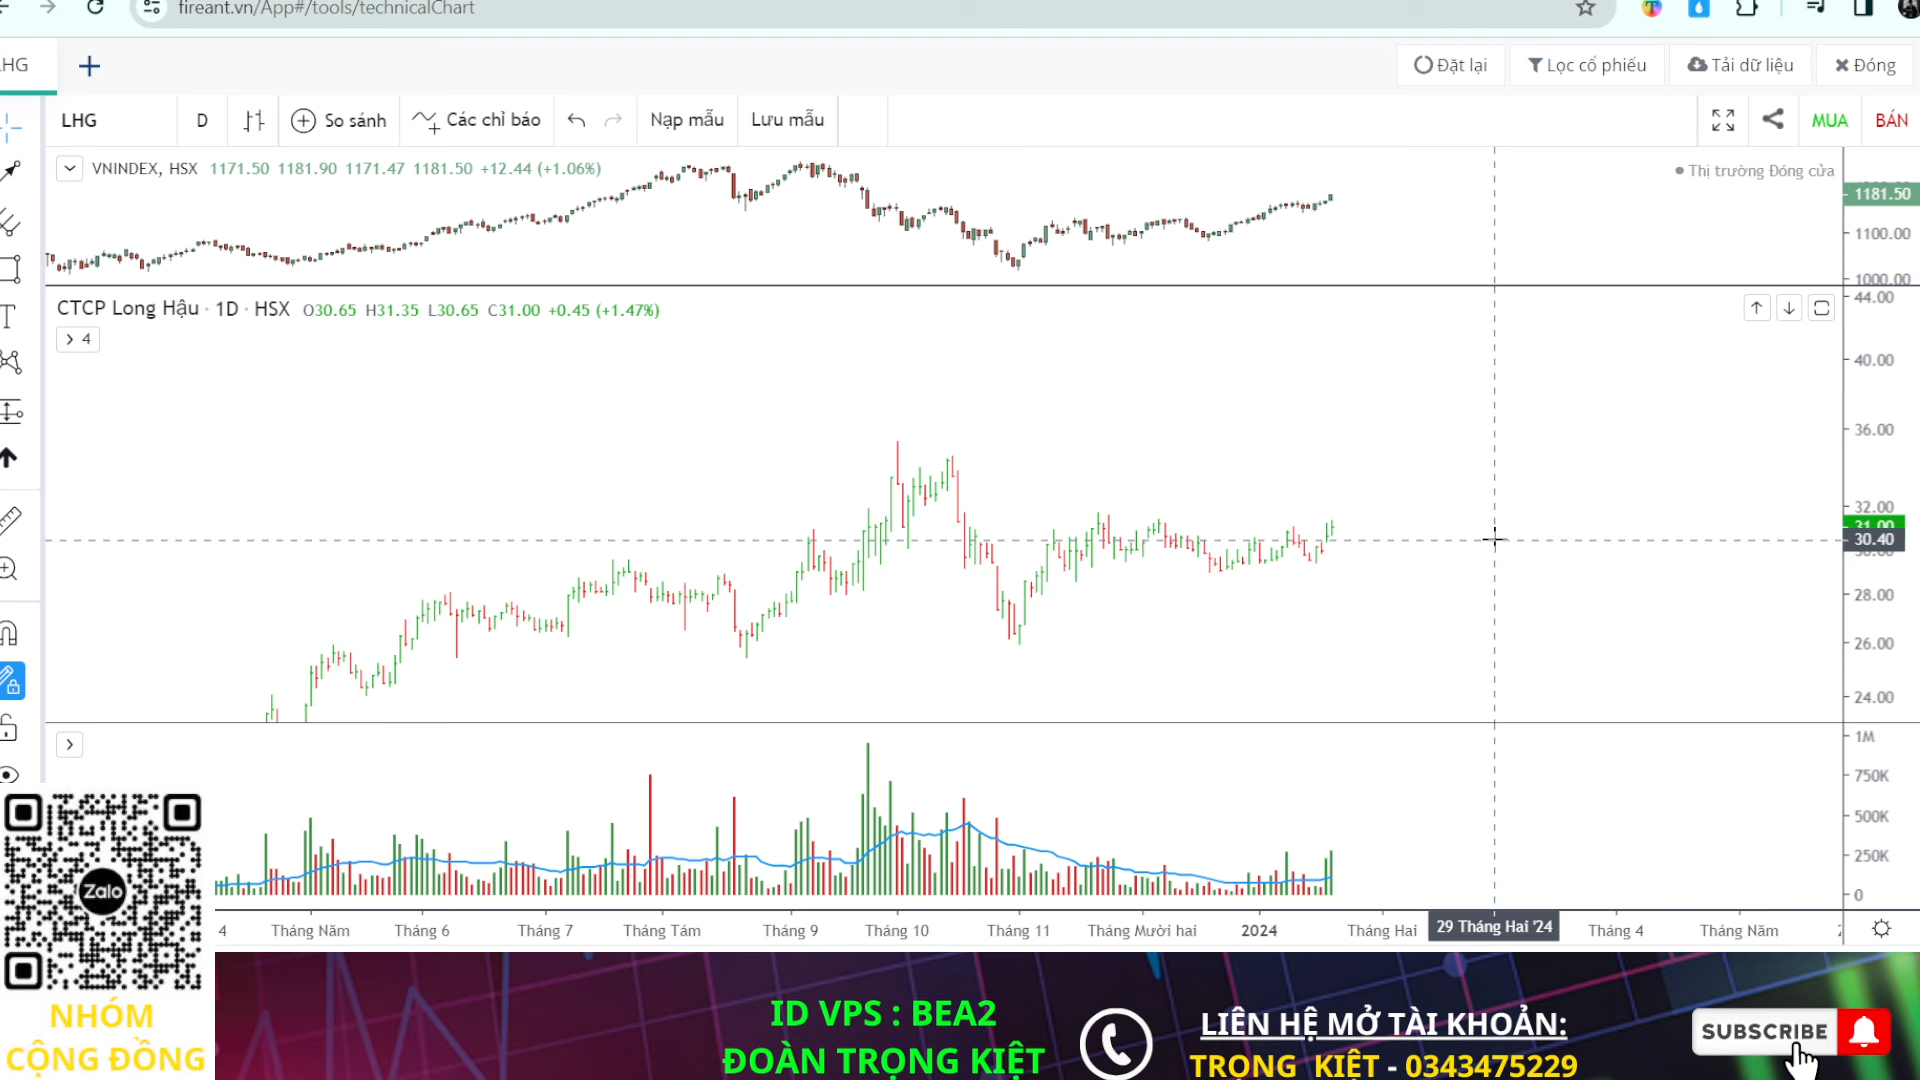 fireant.vn/App#/tools/technicalChart
LHG
Đặt lại
Lọc cổ phiếu
Tải dữ liệu
Đóng
LHG
D
So sánh
Các chỉ báo
Nạp mẫu
Lưu mẫu
MUA
BÁN
VNINDEX, HSX 1171.50 1181.90 1171.47 1181.50 +12.44 (+1.06%)
Thị trường Đóng cửa
1181.50
1100.00
1000.00
CTCP Long Hậu · 1D · HSX O30.65 H31.35 L30.65 C31.00 +0.45 (+1.47%)
4
44.00
40.00
36.00
32.00
31.00
30.40
28.00
26.00
24.00
1M
750K
500K
250K
0
4 Tháng Năm Tháng 6 Tháng 7 Tháng Tám Tháng 9 Tháng 10 Tháng 11 Tháng Mười hai 2024 Tháng Hai 29 Tháng Hai '24 Tháng 4 Tháng Năm
Zalo
NHÓM
CỘNG ĐỒNG
ID VPS : BEA2
ĐOÀN TRỌNG KIỆT
LIÊN HỆ MỞ TÀI KHOẢN:
TRỌNG KIỆT - 0343475229
SUBSCRIBE